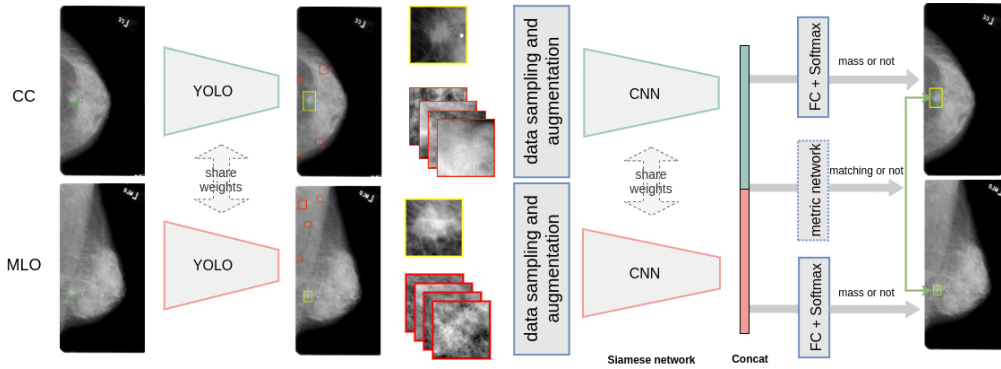 CC
YOLO
data sampling and
augmentation
CNN
FC + Softmax
mass or not
share
weights
share
weights
metric network
matching or not
MLO
YOLO
data sampling and
augmentation
CNN
FC + Softmax
mass or not
Siamese network
Concat